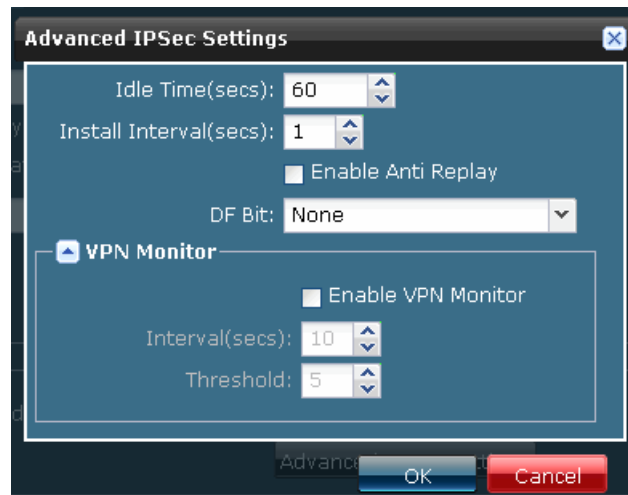 Advanced IPSec Settings
Idle Time(secs): 60
Install Interval(secs): 1
Enable Anti Replay
DF Bit: None
VPN Monitor
Enable VPN Monitor
Interval(secs): 10
Threshold: 5
OK
Cancel